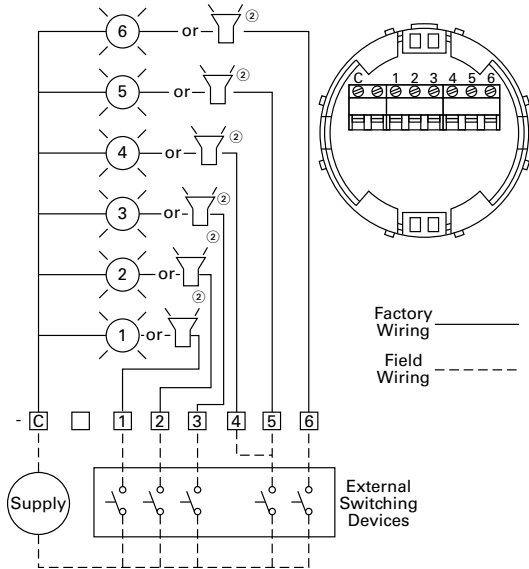 6 or ②
5 or ②
4 or ②
3 or ②
2 or ②
1 or ②
- C 1 2 3 4 5 6
Supply
External
Switching
Devices
C 1 2 3 4 5 6
Factory
Wiring
Field
Wiring